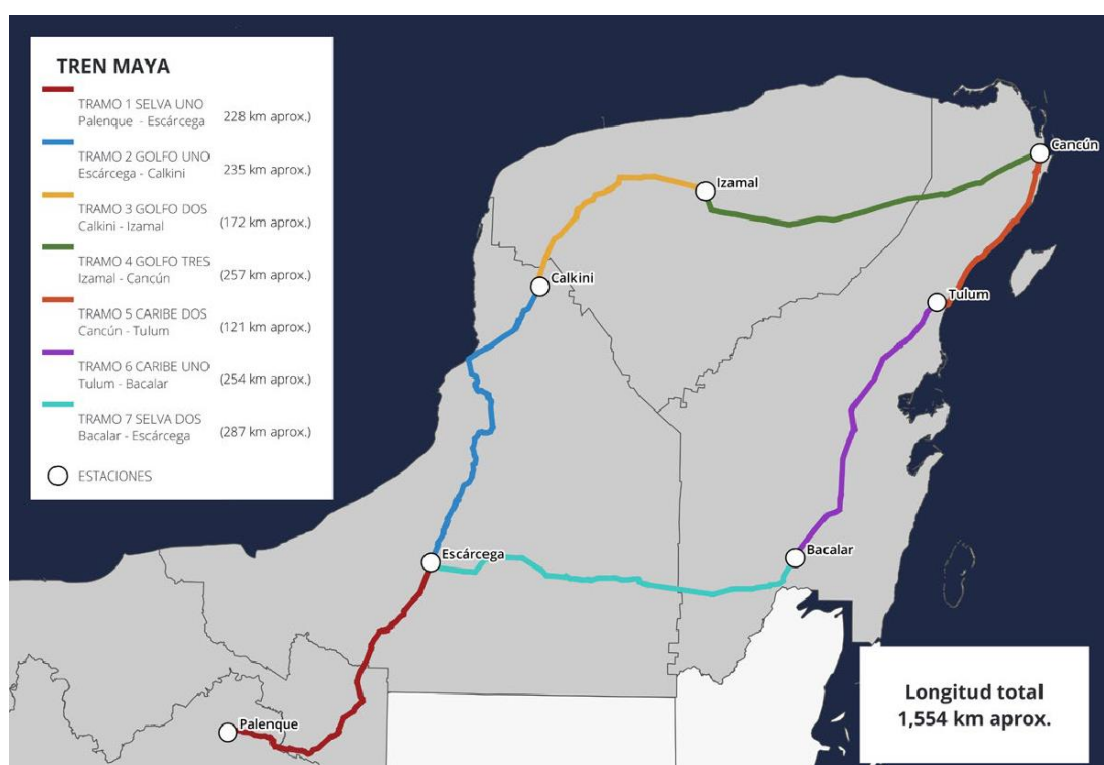 TREN MAYA
TRAMO 1 SELVA UNO
Palenque - Escárcega 228 km aprox.)
TRAMO 2 GOLFO UNO
Escárcega - Calkini 235 km aprox.)
TRAMO 3 GOLFO DOS
Calkini - Izamal (172 km aprox.)
TRAMO 4 GOLFO TRES
Izamal - Cancún (257 km aprox.)
TRAMO 5 CARIBE DOS
Cancún - Tulum (121 km aprox.)
TRAMO 6 CARIBE UNO
Tulum - Bacalar (254 km aprox.)
TRAMO 7 SELVA DOS
Bacalar - Escárcega (287 km aprox.)
ESTACIONES
Cancún
Izamal
Calkini
Tulum
Escárcega
Bacalar
Palenque
Longitud total
1,554 km aprox.